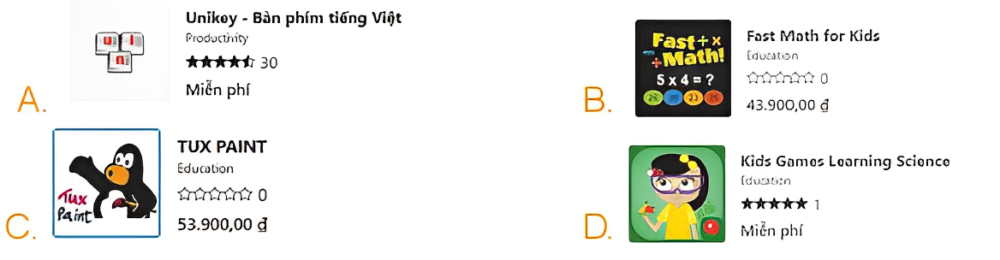 A.
Unikey - Bàn phím tiếng Việt
Productivity
30
Miễn phí
B.
Fast+x
-+Math!
5 x 4 = ?
Fast Math for Kids
Education
0
43.900,00 ₫
C.
Tux
Paint
TUX PAINT
Education
0
53.900,00 ₫
D.
Kids Games Learning Science
Education
1
Miễn phí